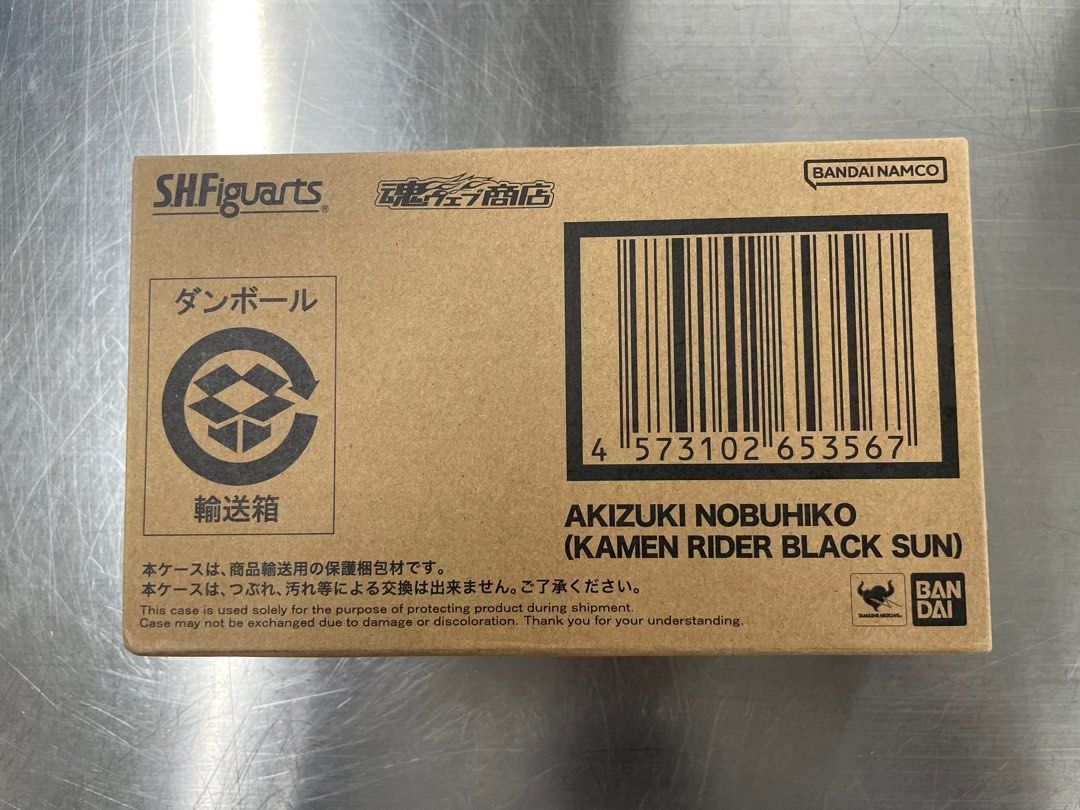 S.H.Figuarts®
魂ウェブ商店
BANDAI NAMCO
ダンボール
輸送箱
4 573102 653567
AKIZUKI NOBUHIKO
(KAMEN RIDER BLACK SUN)
本ケースは、商品輸送用の保護梱包材です。
本ケースは、つぶれ、汚れ等による交換は出来ません。ご了承ください。
This case is used solely for the purpose of protecting product during shipment.
Case may not be exchanged due to damage or discoloration. Thank you for your understanding.
TAMASHII NATIONS
BAN
DAI